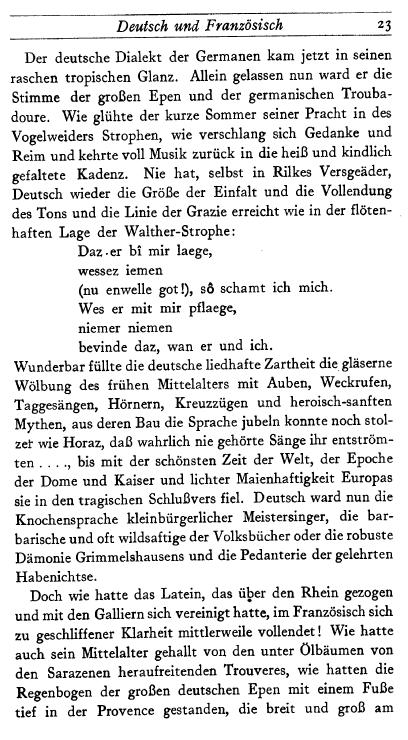 Deutsch und Französisch 23
Der deutsche Dialekt der Germanen kam jetzt in seinen
raschen tropischen Glanz. Allein gelassen nun ward er die
Stimme der großen Epen und der germanischen Trouba-
doure. Wie glühte der kurze Sommer seiner Pracht in des
Vogelweiders Strophen, wie verschlang sich Gedanke und
Reim und kehrte voll Musik zurück in die heiß und kindlich
gefaltete Kadenz. Nie hat, selbst in Rilkes Versgeäder,
Deutsch wieder die Größe der Einfalt und die Vollendung
des Tons und die Linie der Grazie erreicht wie in der flöten-
haften Lage der Walther-Strophe:
Daz er bî mir laege,
wessez iemen
(nu enwelle got!), sô schamt ich mich.
Wes er mit mir pflaege,
niemer niemen
bevinde daz, wan er und ich.
Wunderbar füllte die deutsche liedhafte Zartheit die gläserne
Wölbung des frühen Mittelalters mit Auben, Weckrufen,
Taggesängen, Hörnern, Kreuzzügen und heroisch-sanften
Mythen, aus deren Bau die Sprache jubeln konnte noch stol-
zer wie Horaz, daß wahrlich nie gehörte Sänge ihr entström-
ten . . . ., bis mit der schönsten Zeit der Welt, der Epoche
der Dome und Kaiser und lichter Maienhaftigkeit Europas
sie in den tragischen Schlußvers fiel. Deutsch ward nun die
Knochensprache kleinbürgerlicher Meistersinger, die bar-
barische und oft wildsaftige der Volksbücher oder die robuste
Dämonie Grimmelshausens und die Pedanterie der gelehrten
Habenichtse.
Doch wie hatte das Latein, das über den Rhein gezogen
und mit den Galliern sich vereinigt hatte, im Französisch sich
zu geschliffener Klarheit mittlerweile vollendet! Wie hatte
auch sein Mittelalter gehallt von den unter Ölbäumen von
den Sarazenen heraufreitenden Trouveres, wie hatten die
Regenbogen der großen deutschen Epen mit einem Fuße
tief in der Provence gestanden, die breit und groß am